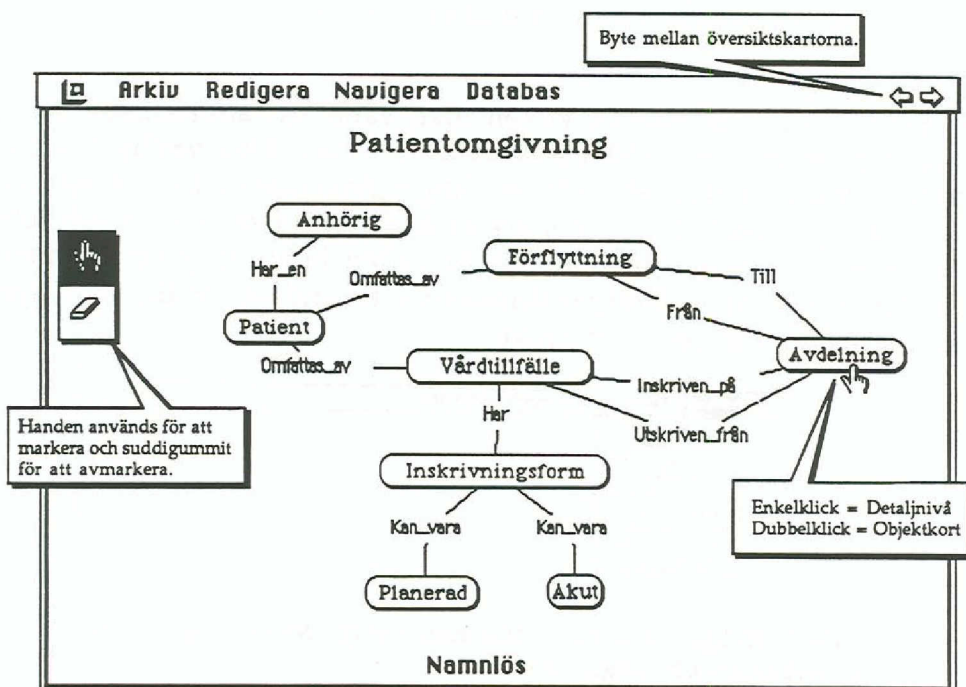 Byte mellan översiktskartorna.
Arkiv Redigera Navigera Databas
Patientomgivning
Anhörig
Har_en
Omfattas_av
Förflyttning
Till
Från
Patient
Omfattas_av
Vårdtillfälle
Avdelning
Inskriven_på
Har
Utskriven_från
Handen används för att
markera och suddigummit
för att avmarkera.
Inskrivningsform
Enkelklick = Detaljnivå
Dubbelklick = Objektkort
Kan_vara
Kan_vara
Planerad
Akut
Namnlös